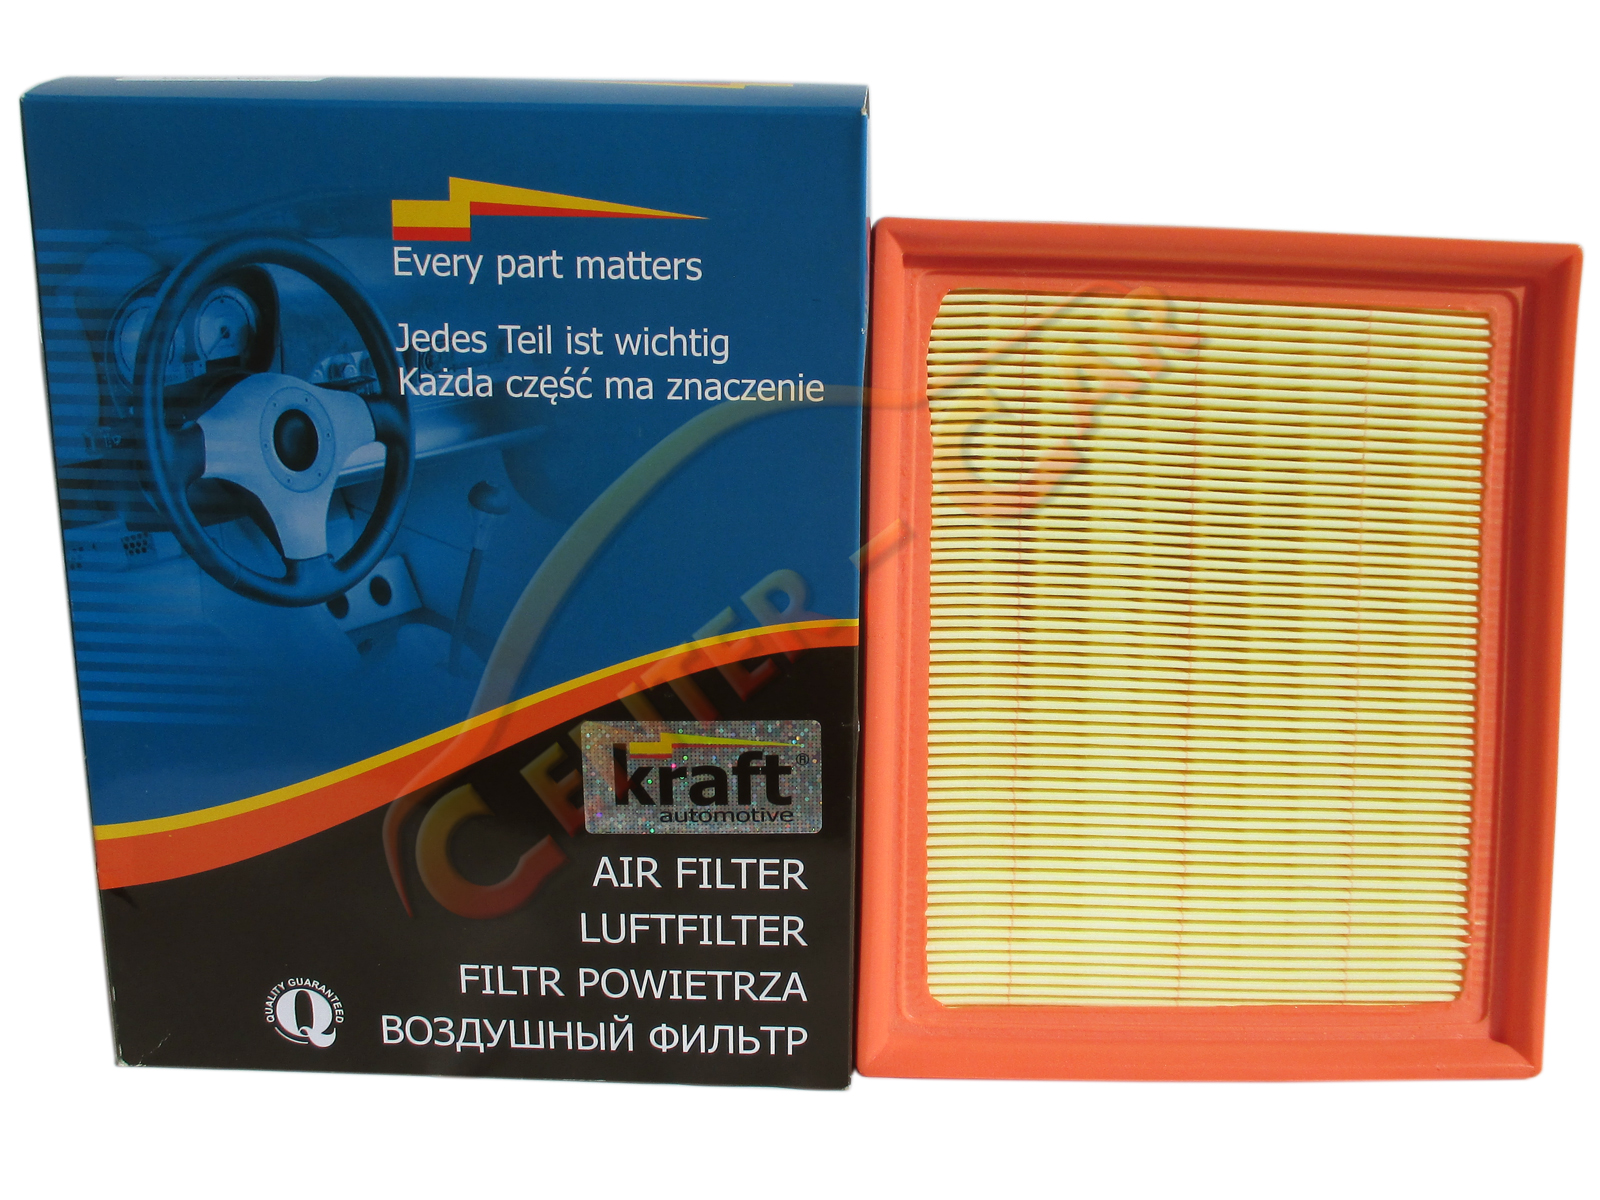 Every part matters
Jedes Teil ist wichtig
Każda część ma znaczenie
CENTER - CAR
kraft®
automotive
AIR FILTER
LUFTFILTER
FILTR POWIETRZA
ВОЗДУШНЫЙ ФИЛЬТР
QUALITY GUARANTEED
Q